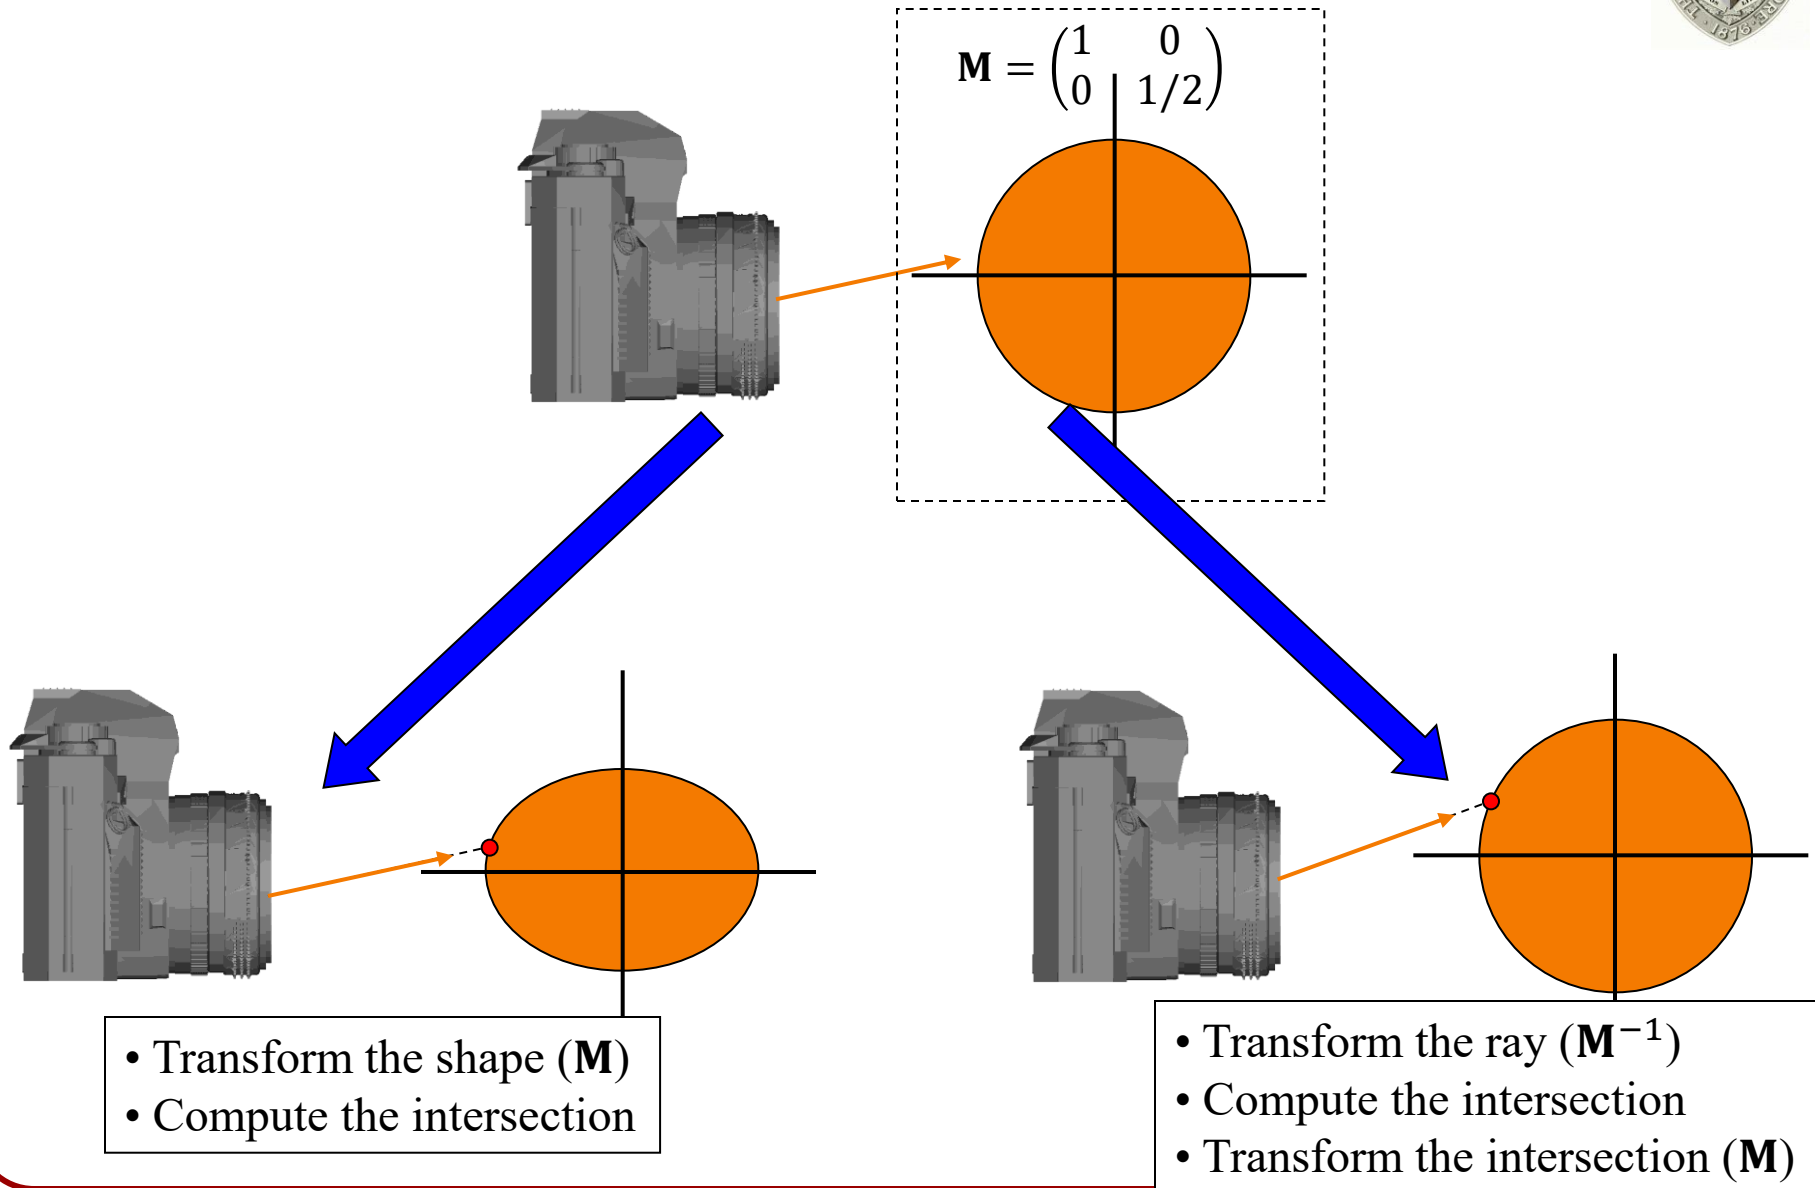 M = (1 0
0 1/2)
• Transform the shape (M)
• Compute the intersection
• Transform the ray (M⁻¹)
• Compute the intersection
• Transform the intersection (M)
1876